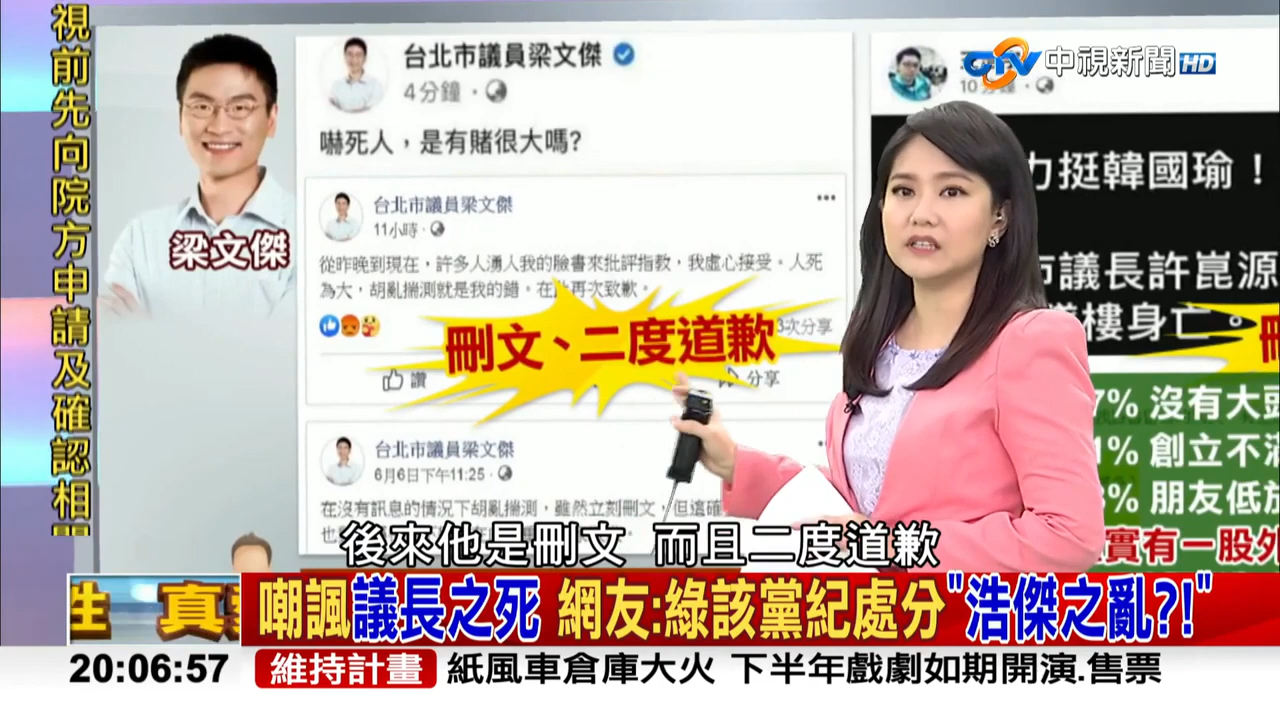 視前先向院方申請及確認相關
梁文傑
台北市議員梁文傑
4分鐘
嚇死人，是有賭很大嗎?
台北市議員梁文傑
11小時
從昨晚到現在，許多人湧入我的臉書來批評指教，我虛心接受。人死
為大，胡亂揣測就是我的錯。在此再次致歉。
3次分享
讚
分享
刪文、二度道歉
台北市議員梁文傑
6月6日下午11:25
在沒有訊息的情況下胡亂揣測，雖然立刻刪文，但這確
CTV中視新聞HD
力挺韓國瑜！
市議長許崑源
樓身亡。
7% 沒有大
1% 創立不
% 朋友低
實有一股外
後來他是刪文 而且二度道歉
嘲諷議長之死 網友:綠該黨紀處分"浩傑之亂?!"
20:06:57 維持計畫 紙風車倉庫大火 下半年戲劇如期開演.售票